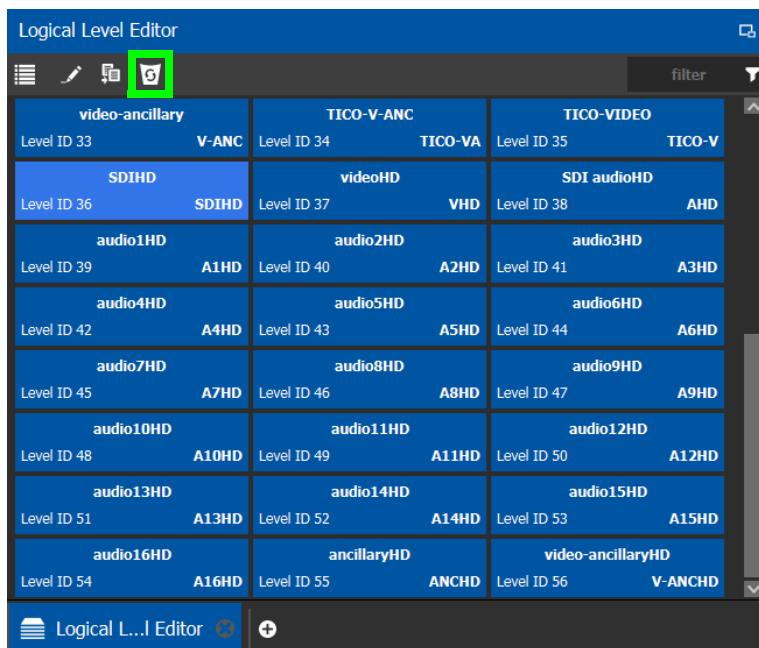 Logical Level Editor
filter
video-ancillary TICO-V-ANC TICO-VIDEO
Level ID 33 V-ANC Level ID 34 TICO-VA Level ID 35 TICO-V
SDIHD videoHD SDI audioHD
Level ID 36 SDIHD Level ID 37 VHD Level ID 38 AHD
audio1HD audio2HD audio3HD
Level ID 39 A1HD Level ID 40 A2HD Level ID 41 A3HD
audio4HD audio5HD audio6HD
Level ID 42 A4HD Level ID 43 A5HD Level ID 44 A6HD
audio7HD audio8HD audio9HD
Level ID 45 A7HD Level ID 46 A8HD Level ID 47 A9HD
audio10HD audio11HD audio12HD
Level ID 48 A10HD Level ID 49 A11HD Level ID 50 A12HD
audio13HD audio14HD audio15HD
Level ID 51 A13HD Level ID 52 A14HD Level ID 53 A15HD
audio16HD ancillaryHD video-ancillaryHD
Level ID 54 A16HD Level ID 55 ANCHD Level ID 56 V-ANCHD
Logical L...l Editor